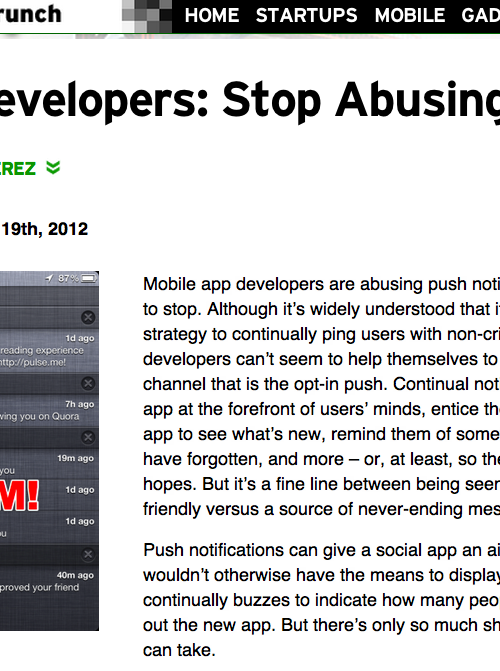 runch
HOME STARTUPS MOBILE GAD
evelopers: Stop Abusing
EREZ
19th, 2012
87%
1d ago
reading experience
http://pulse.me!
7h ago
wing you on Quora
19m ago
you
M!
1d ago
1d ago
ou
40m ago
proved your friend
Mobile app developers are abusing push noti
to stop. Although it's widely understood that i
strategy to continually ping users with non-cri
developers can't seem to help themselves to
channel that is the opt-in push. Continual not
app at the forefront of users' minds, entice the
app to see what's new, remind them of some
have forgotten, and more – or, at least, so the
hopes. But it's a fine line between being seen
friendly versus a source of never-ending mes
Push notifications can give a social app an ai
wouldn't otherwise have the means to display
continually buzzes to indicate how many peo
out the new app. But there's only so much sh
can take.